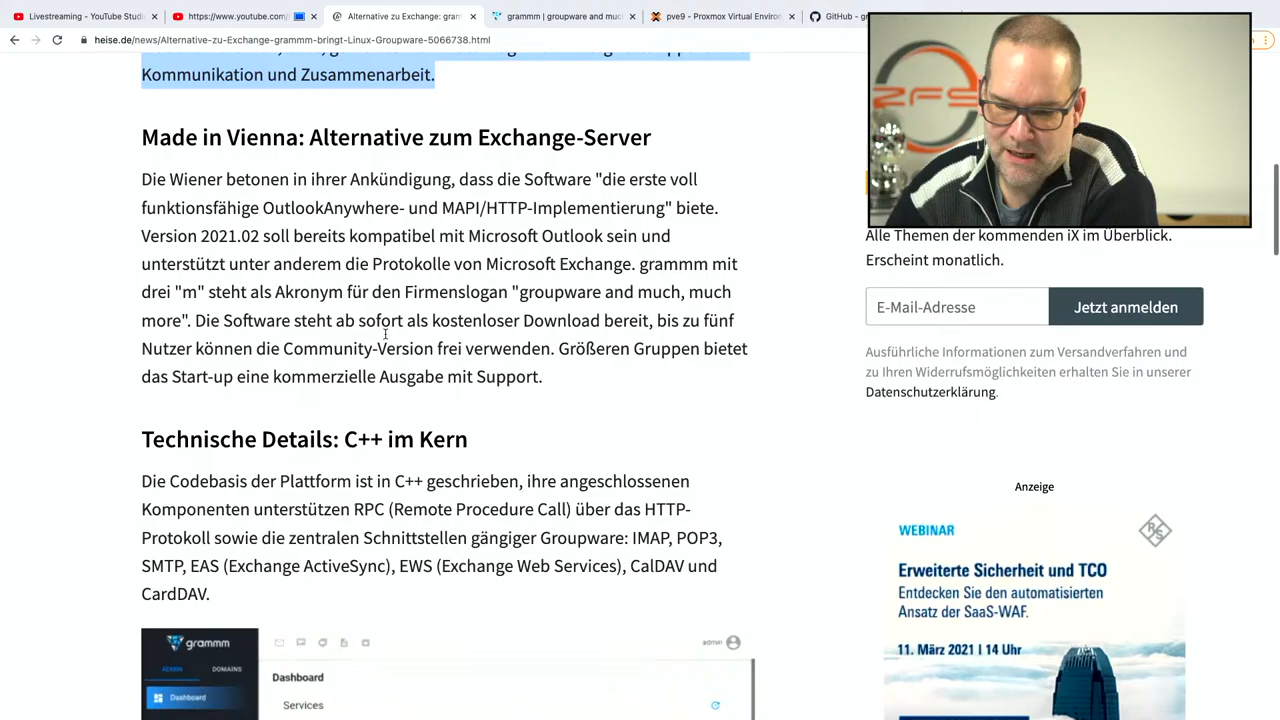 Livestreaming - YouTube Studi
https://www.youtube.com/
Alternative zu Exchange: gram
grammm | groupware and muc
pve9 - Proxmox Virtual Environ
GitHub - g
heise.de/news/Alternative-zu-Exchange-grammm-bringt-Linux-Groupware-5066738.html
Kommunikation und Zusammenarbeit.
Made in Vienna: Alternative zum Exchange-Server
Die Wiener betonen in ihrer Ankündigung, dass die Software "die erste voll
funktionsfähige OutlookAnywhere- und MAPI/HTTP-Implementierung" biete.
Version 2021.02 soll bereits kompatibel mit Microsoft Outlook sein und
unterstützt unter anderem die Protokolle von Microsoft Exchange. grammm mit
drei "m" steht als Akronym für den Firmenslogan "groupware and much, much
more". Die Software steht ab sofort als kostenloser Download bereit, bis zu fünf
Nutzer können die Community-Version frei verwenden. Größeren Gruppen bietet
das Start-up eine kommerzielle Ausgabe mit Support.
Technische Details: C++ im Kern
Die Codebasis der Plattform ist in C++ geschrieben, ihre angeschlossenen
Komponenten unterstützen RPC (Remote Procedure Call) über das HTTP-
Protokoll sowie die zentralen Schnittstellen gängiger Groupware: IMAP, POP3,
SMTP, EAS (Exchange ActiveSync), EWS (Exchange Web Services), CalDAV und
CardDAV.
grammm
ADMIN
DOMAINS
Dashboard
admin
Dashboard
Services
ZFS
Alle Themen der kommenden iX im Überblick.
Erscheint monatlich.
E-Mail-Adresse
Jetzt anmelden
Ausführliche Informationen zum Versandverfahren und
zu Ihren Widerrufsmöglichkeiten erhalten Sie in unserer
Datenschutzerklärung.
Anzeige
WEBINAR
R&S
Erweiterte Sicherheit und TCO
Entdecken Sie den automatisierten
Ansatz der SaaS-WAF.
11. März 2021 | 14 Uhr